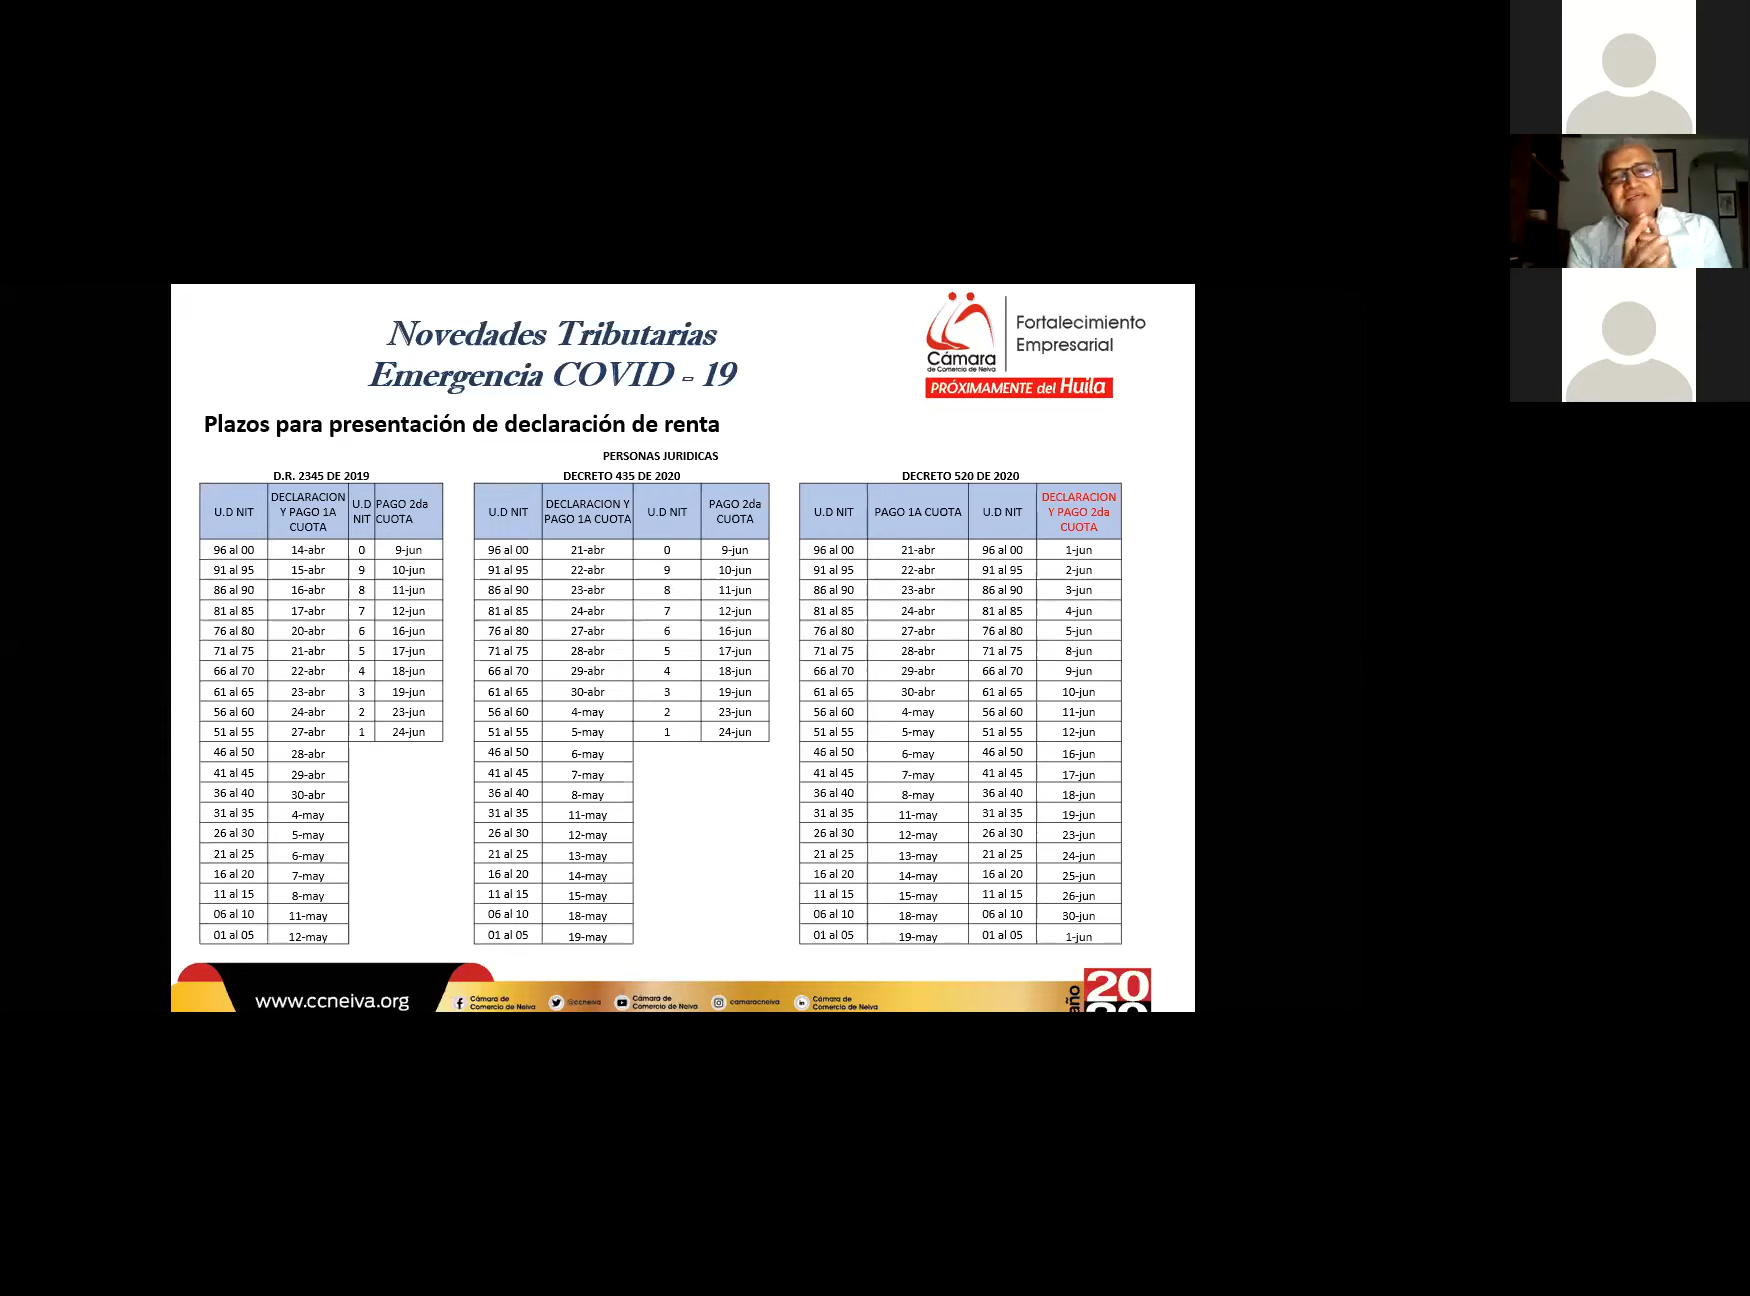 Novedades Tributarias
Emergencia COVID - 19
Cámara
de Comercio de Neiva
Fortalecimiento
Empresarial
PRÓXIMAMENTE del Huila
Plazos para presentación de declaración de renta
PERSONAS JURIDICAS
D.R. 2345 DE 2019
U.D NIT DECLARACION Y PAGO 1A CUOTA U.D NIT PAGO 2da CUOTA
96 al 00 14-abr 0 9-jun
91 al 95 15-abr 9 10-jun
86 al 90 16-abr 8 11-jun
81 al 85 17-abr 7 12-jun
76 al 80 20-abr 6 16-jun
71 al 75 21-abr 5 17-jun
66 al 70 22-abr 4 18-jun
61 al 65 23-abr 3 19-jun
56 al 60 24-abr 2 23-jun
51 al 55 27-abr 1 24-jun
46 al 50 28-abr
41 al 45 29-abr
36 al 40 30-abr
31 al 35 4-may
26 al 30 5-may
21 al 25 6-may
16 al 20 7-may
11 al 15 8-may
06 al 10 11-may
01 al 05 12-may
DECRETO 435 DE 2020
U.D NIT DECLARACION Y PAGO 1A CUOTA U.D NIT PAGO 2da CUOTA
96 al 00 21-abr 0 9-jun
91 al 95 22-abr 9 10-jun
86 al 90 23-abr 8 11-jun
81 al 85 24-abr 7 12-jun
76 al 80 27-abr 6 16-jun
71 al 75 28-abr 5 17-jun
66 al 70 29-abr 4 18-jun
61 al 65 30-abr 3 19-jun
56 al 60 4-may 2 23-jun
51 al 55 5-may 1 24-jun
46 al 50 6-may
41 al 45 7-may
36 al 40 8-may
31 al 35 11-may
26 al 30 12-may
21 al 25 13-may
16 al 20 14-may
11 al 15 15-may
06 al 10 18-may
01 al 05 19-may
DECRETO 520 DE 2020
U.D NIT PAGO 1A CUOTA U.D NIT DECLARACION Y PAGO 2da CUOTA
96 al 00 21-abr 96 al 00 1-jun
91 al 95 22-abr 91 al 95 2-jun
86 al 90 23-abr 86 al 90 3-jun
81 al 85 24-abr 81 al 85 4-jun
76 al 80 27-abr 76 al 80 5-jun
71 al 75 28-abr 71 al 75 8-jun
66 al 70 29-abr 66 al 70 9-jun
61 al 65 30-abr 61 al 65 10-jun
56 al 60 4-may 56 al 60 11-jun
51 al 55 5-may 51 al 55 12-jun
46 al 50 6-may 46 al 50 16-jun
41 al 45 7-may 41 al 45 17-jun
36 al 40 8-may 36 al 40 18-jun
31 al 35 11-may 31 al 35 19-jun
26 al 30 12-may 26 al 30 23-jun
21 al 25 13-may 21 al 25 24-jun
16 al 20 14-may 16 al 20 25-jun
11 al 15 15-may 11 al 15 26-jun
06 al 10 18-may 06 al 10 30-jun
01 al 05 19-may 01 al 05 1-jun
www.ccneiva.org
Cámara de
Comercio de Neiva
@ccneiva
Cámara de
Comercio de Neiva
camaracneiva
Cámara de
Comercio de Neiva
año
20
20